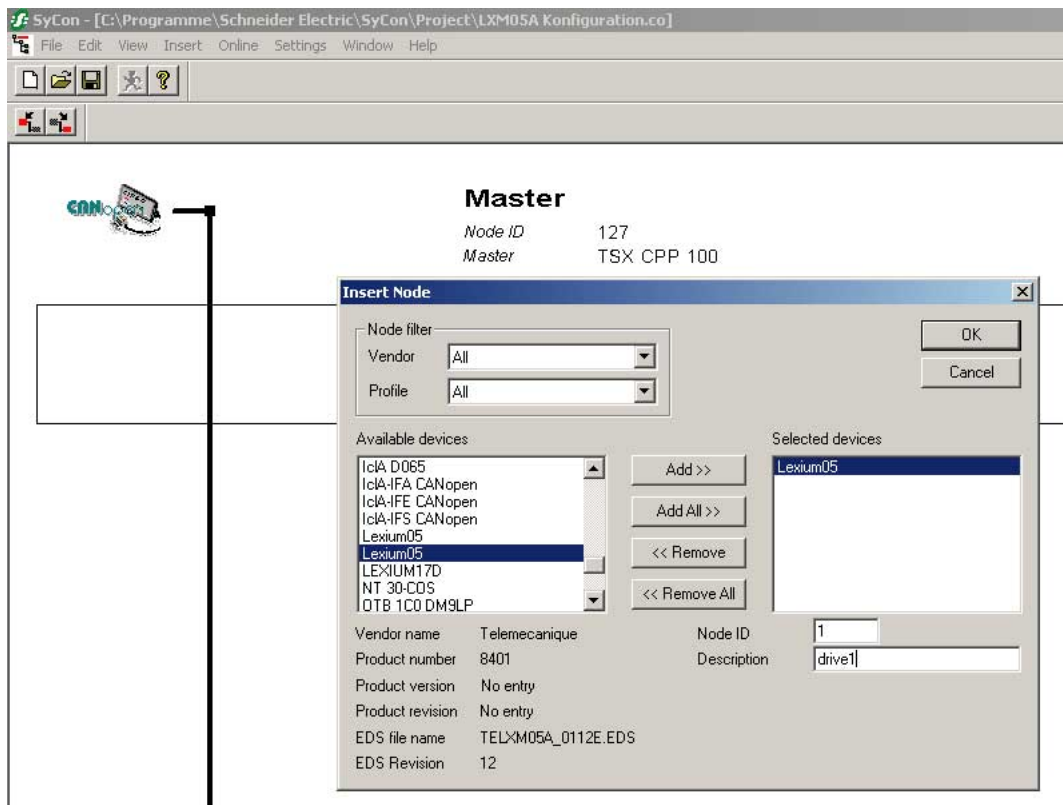 SyCon - [C:\Programme\Schneider Electric\SyCon\Project\LXM05A Konfiguration.co]
File Edit View Insert Online Settings Window Help
CANopen
Master
Node ID 127
Master TSX CPP 100
Insert Node
Node filter
Vendor All
Profile All
OK
Cancel
Available devices
IclA D065
IclA-IFA CANopen
IclA-IFE CANopen
IclA-IFS CANopen
Lexium05
Lexium05
LEXIUM17D
NT 30-COS
OTB 1C0 DM9LP
Add >>
Add All >>
<< Remove
<< Remove All
Selected devices
Lexium05
Vendor name Telemecanique
Product number 8401
Product version No entry
Product revision No entry
EDS file name TELXM05A_0112E.EDS
EDS Revision 12
Node ID 1
Description drive1